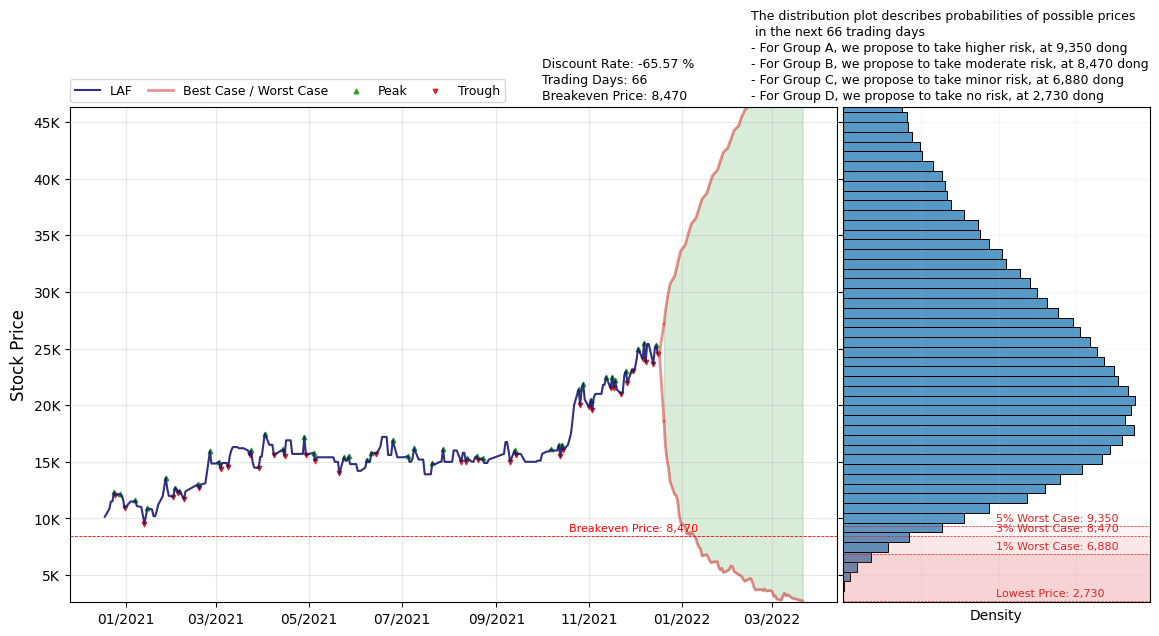 The distribution plot describes probabilities of possible prices
in the next 66 trading days
- For Group A, we propose to take higher risk, at 9,350 dong
- For Group B, we propose to take moderate risk, at 8,470 dong
- For Group C, we propose to take minor risk, at 6,880 dong
- For Group D, we propose to take no risk, at 2,730 dong
Discount Rate: -65.57 %
Trading Days: 66
Breakeven Price: 8,470
LAF Best Case / Worst Case Peak Trough
Stock Price
45K
40K
35K
30K
25K
20K
15K
10K
5K
Breakeven Price: 8,470
5% Worst Case: 9,350
3% Worst Case: 8,470
1% Worst Case: 6,880
Lowest Price: 2,730
01/2021 03/2021 05/2021 07/2021 09/2021 11/2021 01/2022 03/2022
Density